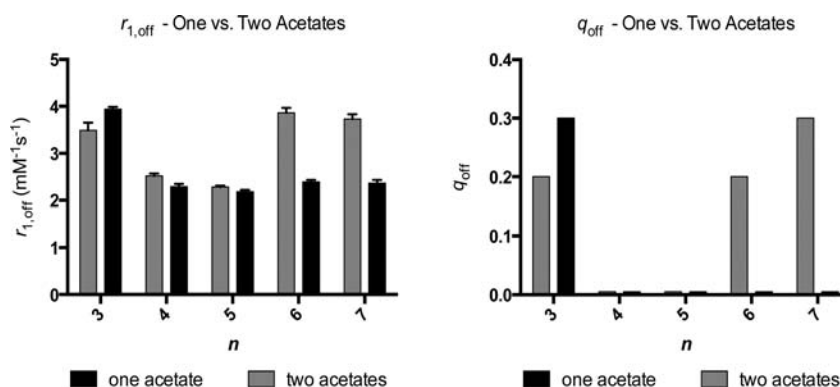 r1,off - One vs. Two Acetates
5
4
3
2
1
0
r1,off (mM-1s-1)
3 4 5 6 7
n
one acetate two acetates
qoff - One vs. Two Acetates
0.4
0.3
0.2
0.1
0.0
qoff
3 4 5 6 7
n
one acetate two acetates